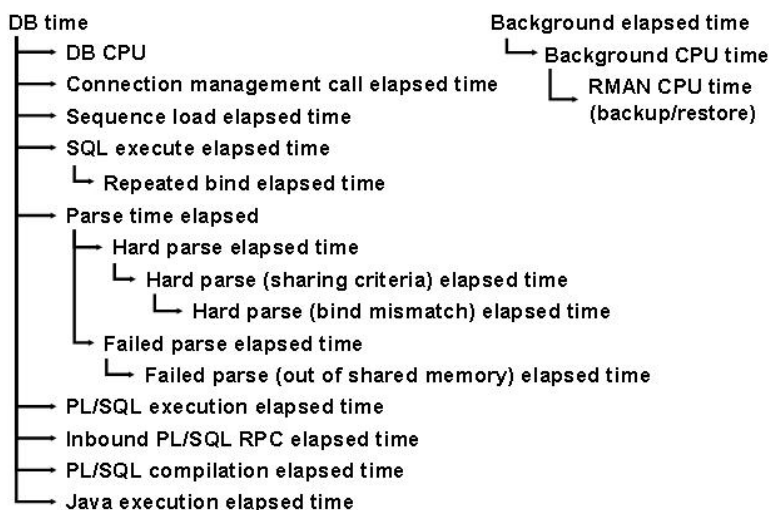 DB time
DB CPU
Connection management call elapsed time
Sequence load elapsed time
SQL execute elapsed time
Repeated bind elapsed time
Parse time elapsed
Hard parse elapsed time
Hard parse (sharing criteria) elapsed time
Hard parse (bind mismatch) elapsed time
Failed parse elapsed time
Failed parse (out of shared memory) elapsed time
PL/SQL execution elapsed time
Inbound PL/SQL RPC elapsed time
PL/SQL compilation elapsed time
Java execution elapsed time
Background elapsed time
Background CPU time
RMAN CPU time
(backup/restore)